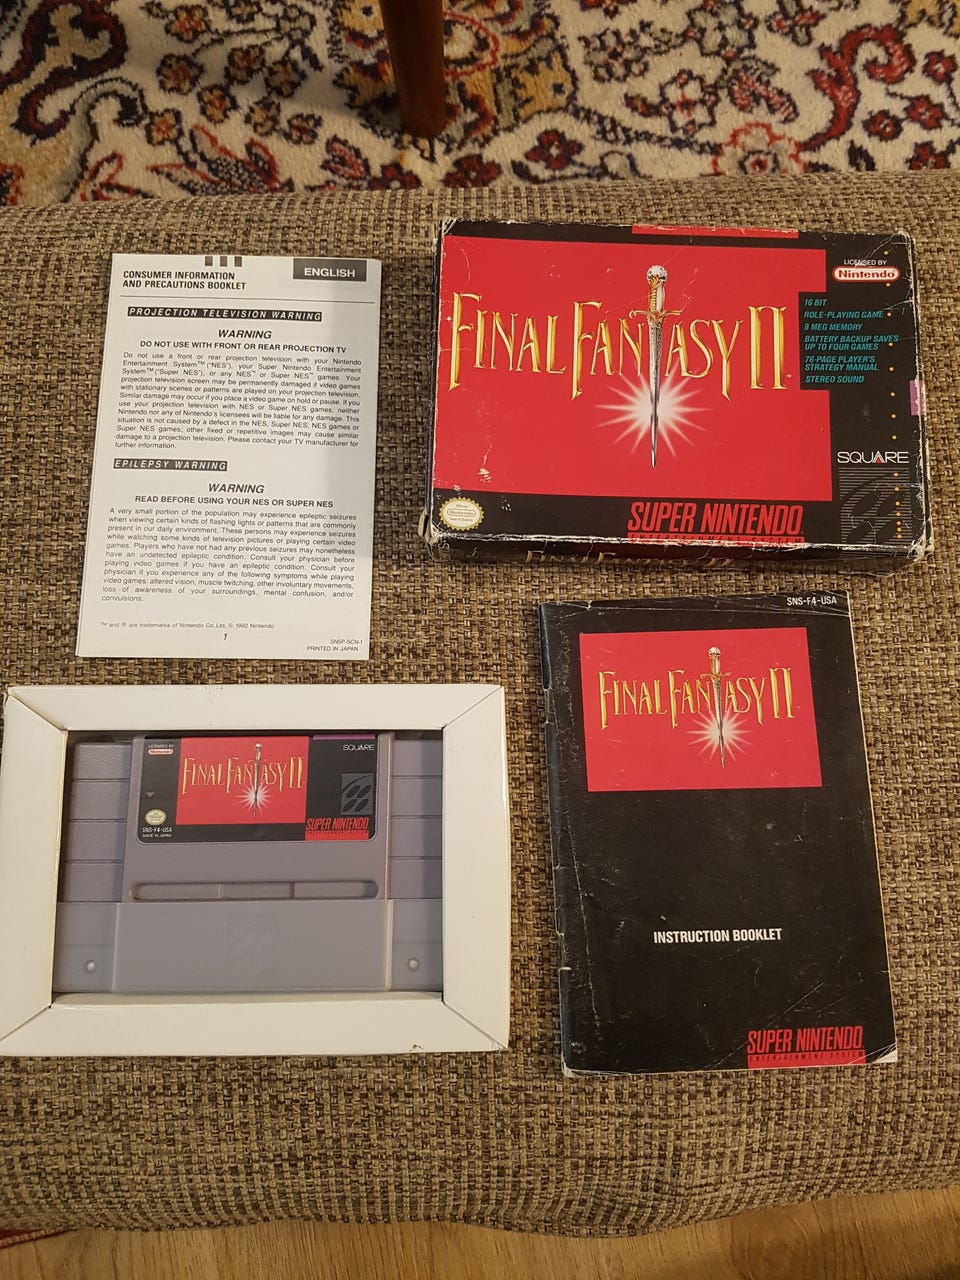 CONSUMER INFORMATION
AND PRECAUTIONS BOOKLET
ENGLISH
PROJECTION TELEVISION WARNING
WARNING
DO NOT USE WITH FRONT OR REAR PROJECTION TV
Do not use a front or rear projection television with your Nintendo
Entertainment System™ ("NES"), your Super Nintendo Entertainment
System™ ("Super NES"), or any NES™ or Super NES™ games. Your
projection television screen may be permanently damaged if video games
with stationary scenes or patterns are played on your projection television.
Similar damage may occur if you place a video game on hold or pause. If you
use your projection television with NES or Super NES games, neither
Nintendo nor any of Nintendo's licensees will be liable for any damage. This
situation is not caused by a defect in the NES, Super NES, NES games or
Super NES games; other fixed or repetitive images may cause similar
damage to a projection television. Please contact your TV manufacturer for
further information.
EPILEPSY WARNING
WARNING
READ BEFORE USING YOUR NES OR SUPER NES
A very small portion of the population may experience epileptic seizures
when viewing certain kinds of flashing lights or patterns that are commonly
present in our daily environment. These persons may experience seizures
while watching some kinds of television pictures or playing certain video
games. Players who have not had any previous seizures may nonetheless
have an undetected epileptic condition. Consult your physician before
playing video games if you have an epileptic condition. Consult your
physician if you experience any of the following symptoms while playing
video games: altered vision, muscle twitching, other involuntary movements,
loss of awareness of your surroundings, mental confusion, and/or
convulsions.
™ and ® are trademarks of Nintendo Co.,Ltd. © 1992 Nintendo
1
SNSP-SCN-1
PRINTED IN JAPAN
FINAL FANTASY II
LICENSED BY
Nintendo
16 BIT
ROLE-PLAYING GAME
8 MEG MEMORY
BATTERY BACKUP SAVES
UP TO FOUR GAMES
76-PAGE PLAYER'S
STRATEGY MANUAL
STEREO SOUND
SQUARE
Nintendo
SUPER NINTENDO
ENTERTAINMENT SYSTEM
FINAL FANTASY II
SNS-F4-USA
FINAL FANTASY II
INSTRUCTION BOOKLET
SUPER NINTENDO
ENTERTAINMENT SYSTEM
LICENSED BY
Nintendo
SQUARE
FINAL FANTASY II
SNS-F4-USA
MADE IN JAPAN
SUPER NINTENDO
ENTERTAINMENT SYSTEM